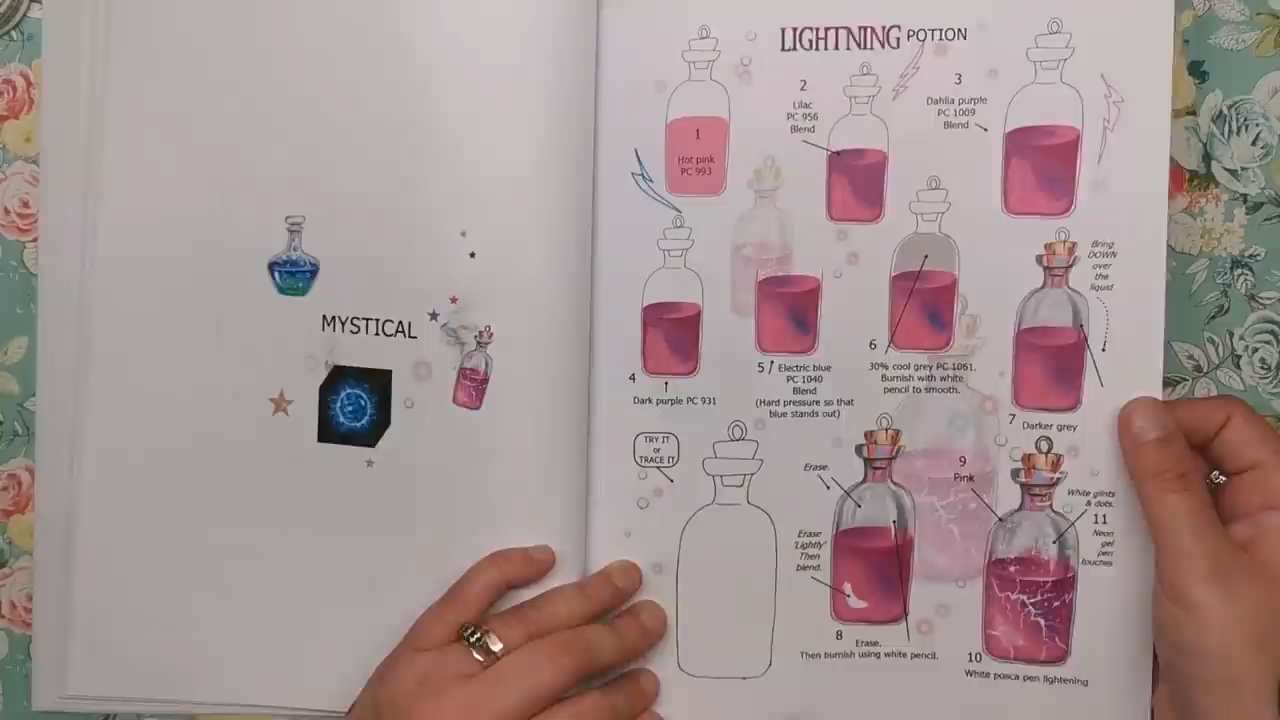 MYSTICAL
LIGHTNING POTION
1
Hot pink
PC 993
2
Lilac
PC 956
Blend
3
Dahlia purple
PC 1009
Blend
4
Dark purple PC 931
5
Electric blue
PC 1040
Blend
(Hard pressure so that
blue stands out)
6
30% cool grey PC 1061.
Burnish with white
pencil to smooth.
Bring
DOWN
over
the
liquid
7
Darker grey
TRY IT
or
TRACE IT
Erase.
Erase
'Lightly'
Then
blend.
8
Erase.
Then burnish using white pencil.
9
Pink
White glints
& dots.
11
Neon
gel
pen
touches
10
White posca pen lightening